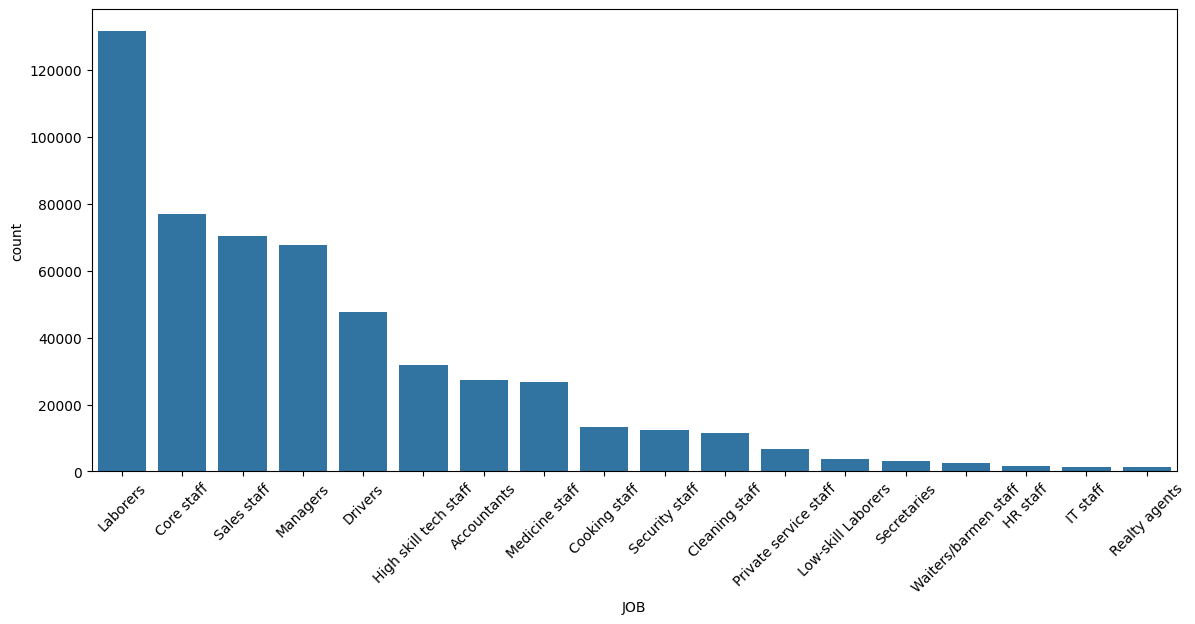 120000
100000
80000
60000
40000
20000
0
count
Laborers
Core staff
Sales staff
Managers
Drivers
High skill tech staff
Accountants
Medicine staff
Cooking staff
Security staff
Cleaning staff
Private service staff
Low-skill Laborers
Secretaries
Waiters/barmen staff
HR staff
IT staff
Realty agents
JOB